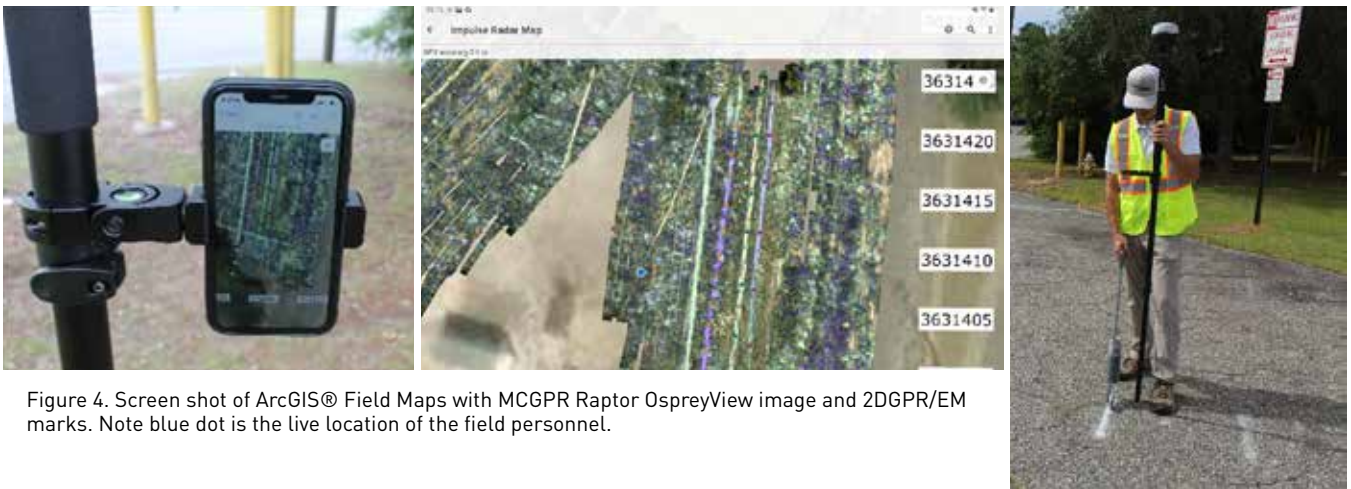 Impulse Radar Map
36314
3631420
3631415
3631410
3631405
PARKING
Figure 4. Screen shot of ArcGIS® Field Maps with MCGPR Raptor OspreyView image and 2DGPR/EM
marks. Note blue dot is the live location of the field personnel.